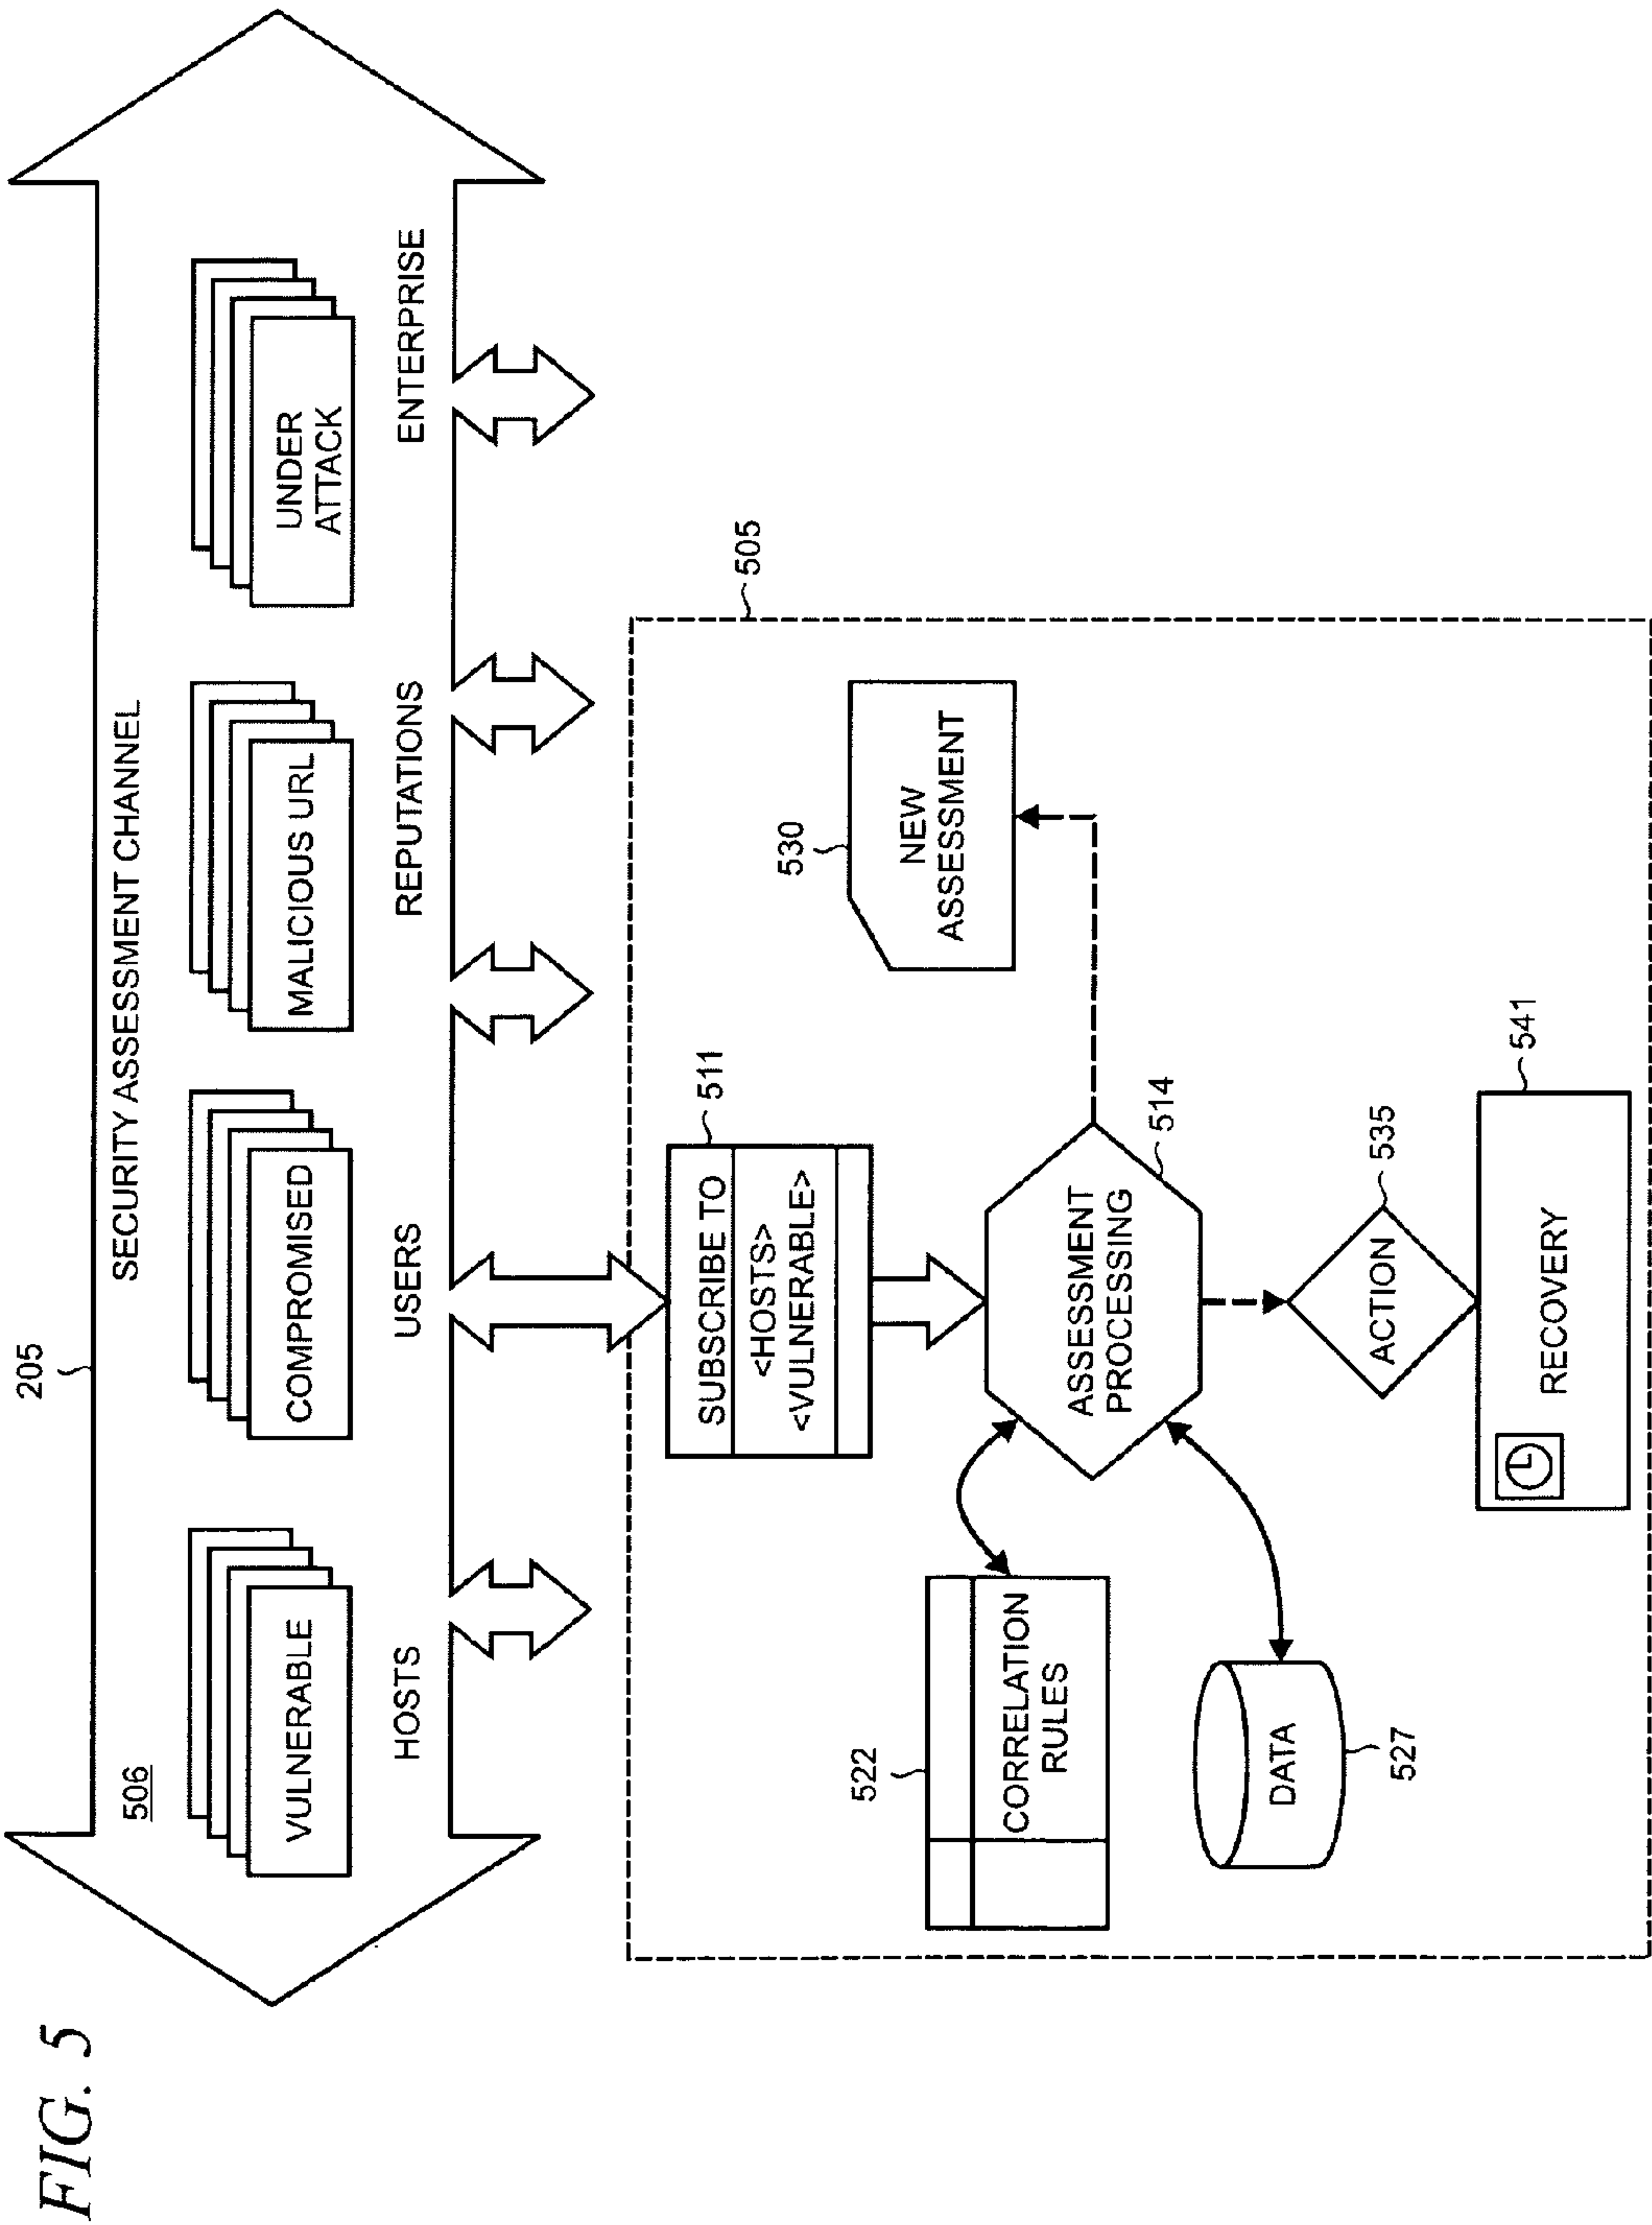 FIG. 5
205
SECURITY ASSESSMENT CHANNEL
506
VULNERABLE
COMPROMISED
MALICIOUS URL
UNDER
ATTACK
HOSTS
USERS
REPUTATIONS
ENTERPRISE
505
SUBSCRIBE TO
<HOSTS>
<VULNERABLE>
511
530
NEW
ASSESSMENT
522
CORRELATION
RULES
ASSESSMENT
PROCESSING
514
DATA
527
ACTION
535
RECOVERY
541